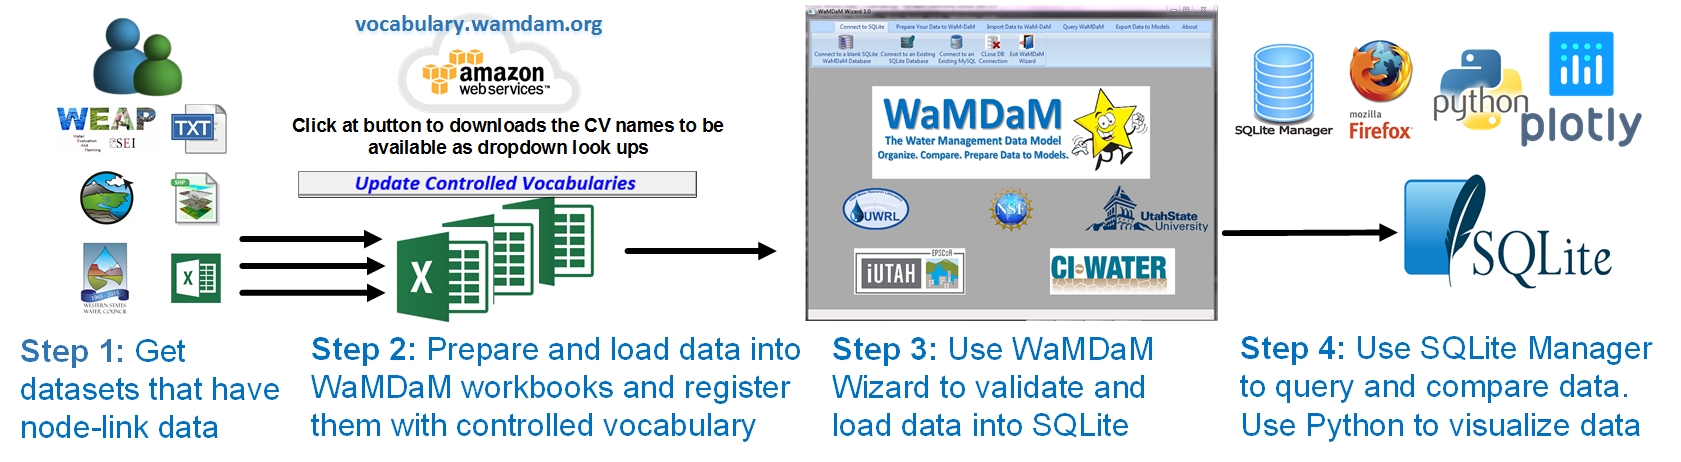 vocabulary.wamdam.org
amazon
web services™
Click at button to downloads the CV names to be
available as dropdown look ups
Update Controlled Vocabularies
WEAP
Water
Evaluation
And
Planning
SEI
TXT
SHP
1965-2015
WESTERN STATES
WATER COUNCIL
X
X
WaMDaM Wizard 1.0
Connect to SQLite
Prepare Your Data to WaM-DaM
Import Data to WaM-DaM
Query WaMDaM
Export Data to Models
About
Connect to a blank SQLite
WaMDaM Database
Connect to an Existing
SQLite Database
Connect to an
Existing MySQL
CLose DB
Connection
Exit WaMDaM
Wizard
WaMDaM
The Water Management Data Model
Organize. Compare. Prepare Data to Models.
UWRL
NSF
UtahState
University
EPSCoR
iUTAH
CI-WATER
SQLite Manager
mozilla
Firefox
python
plotly
SQLite
Step 1: Get
datasets that have
node-link data
Step 2: Prepare and load data into
WaMDaM workbooks and register
them with controlled vocabulary
Step 3: Use WaMDaM
Wizard to validate and
load data into SQLite
Step 4: Use SQLite Manager
to query and compare data.
Use Python to visualize data